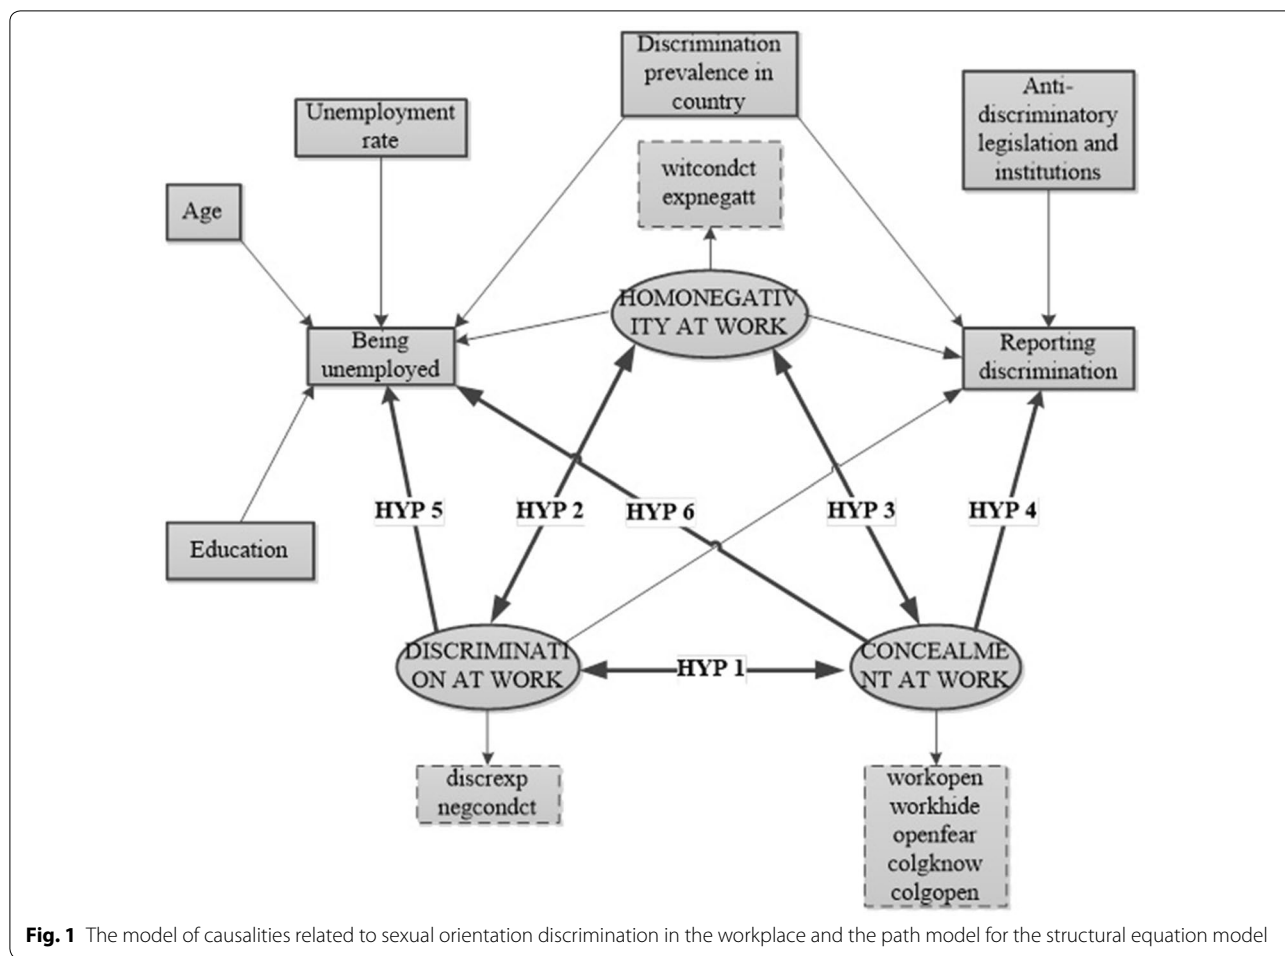 Discrimination
prevalence in
country
Anti-
discriminatory
legislation and
institutions
Unemployment
rate
witcondct
expnegatt
Age
HOMONEGATIV
ITY AT WORK
Being
unemployed
Reporting
discrimination
HYP 5
HYP 2
HYP 6
HYP 3
HYP 4
Education
DISCRIMINATI
ON AT WORK
HYP 1
CONCEALME
NT AT WORK
discrexp
negcondct
workopen
workhide
openfear
colgknow
colgopen
Fig. 1 The model of causalities related to sexual orientation discrimination in the workplace and the path model for the structural equation model